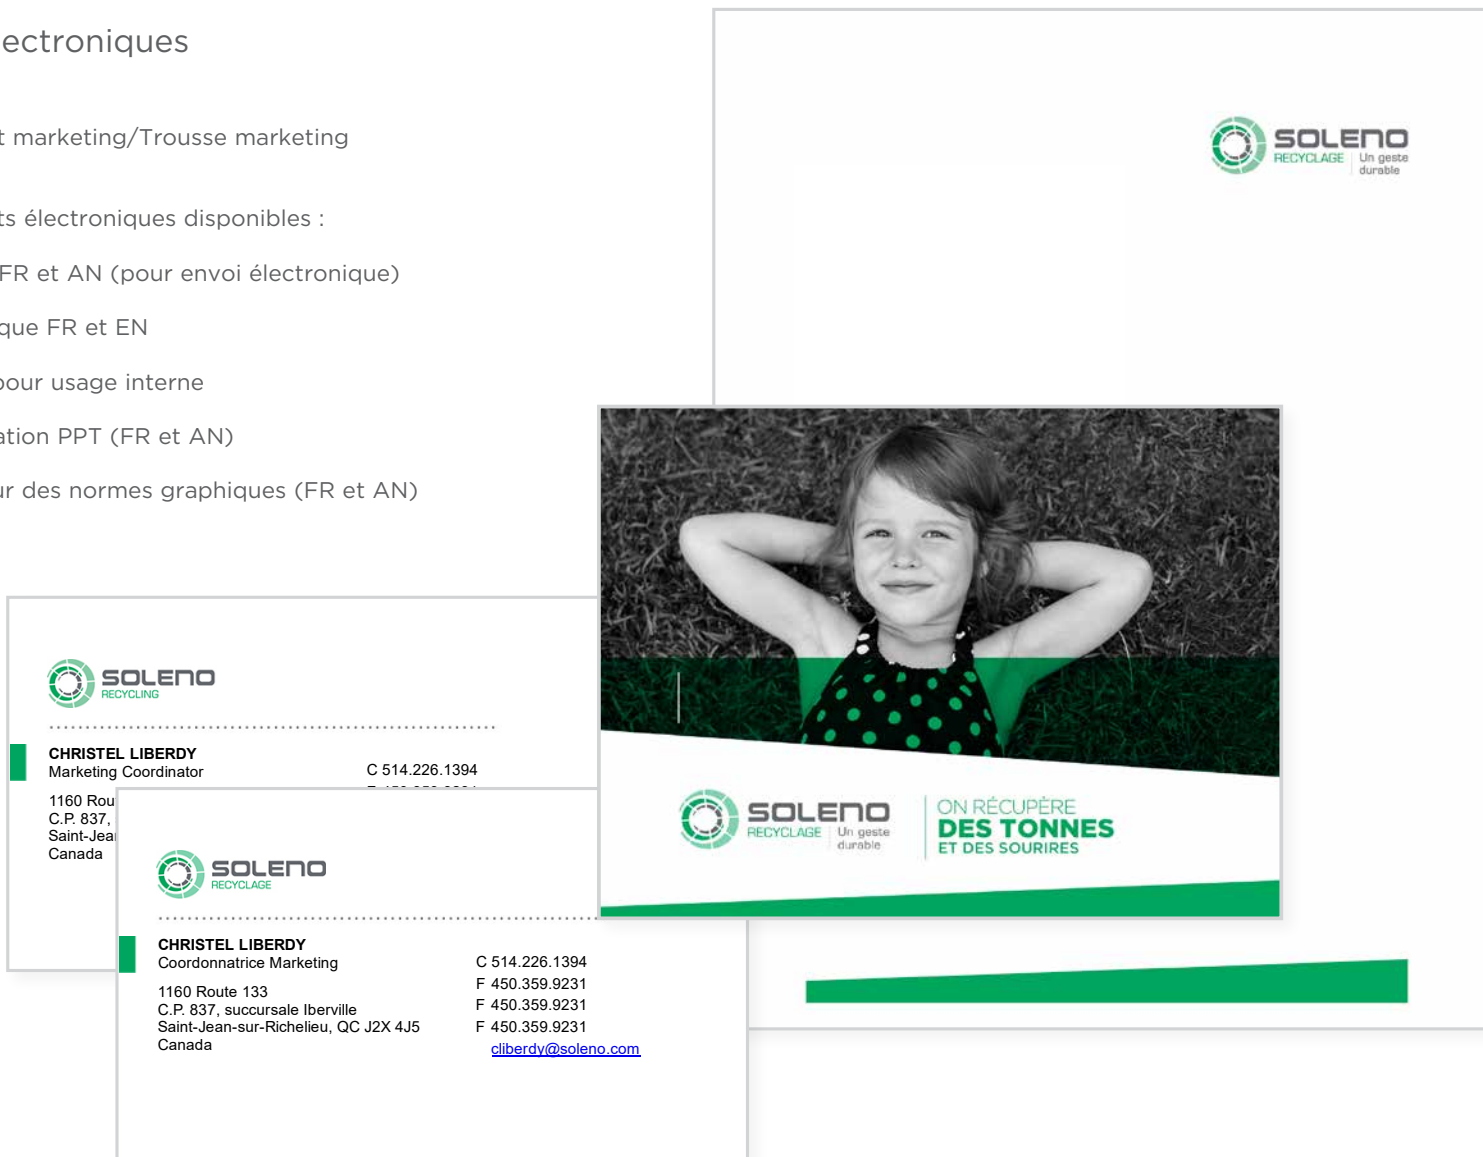 ectroniques
t marketing/Trousse marketing
ts électroniques disponibles :
FR et AN (pour envoi électronique)
que FR et EN
pour usage interne
ation PPT (FR et AN)
ur des normes graphiques (FR et AN)
SOLENO
RECYCLAGE
Un geste
durable
SOLENO
RECYCLING
CHRISTEL LIBERDY
Marketing Coordinator
C 514.226.1394
1160 Rou
C.P. 837,
Saint-Jea
Canada
SOLENO
RECYCLAGE
CHRISTEL LIBERDY
Coordonnatrice Marketing
1160 Route 133
C.P. 837, succursale Iberville
Saint-Jean-sur-Richelieu, QC J2X 4J5
Canada
C 514.226.1394
F 450.359.9231
F 450.359.9231
F 450.359.9231
cliberdy@soleno.com
SOLENO
RECYCLAGE
Un geste
durable
ON RÉCUPÈRE
DES TONNES
ET DES SOURIRES